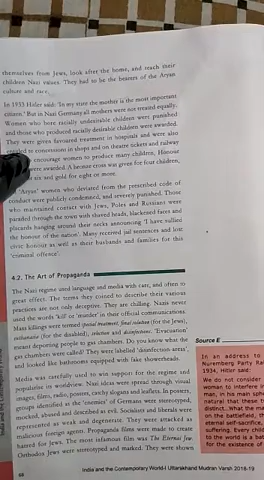 themselves from Jews, look after the home, and teach their
children Nazi values. They had to be the bearers of the Aryan
culture and race.
In 1933 Hitler said: 'In my state the mother is the most important
citizen.' But in Nazi Germany all mothers were not treated equally.
Women who bore racially undesirable children were punished
and those who produced racially desirable children were awarded.
They were given favoured treatment in hospitals and were also
entitled to concessions in shops and on theatre tickets and railway
encourage women to produce many children, Honour
were awarded. A bronze cross was given for four children,
six and gold for eight or more.
'Aryan' women who deviated from the prescribed code of
conduct were publicly condemned, and severely punished. Those
who maintained contact with Jews, Poles and Russians were
paraded through the town with shaved heads, blackened faces and
placards hanging around their necks announcing 'I have sullied
the honour of the nation'. Many received jail sentences and lost
civic honour as well as their husbands and families for this
'criminal offence'.
4.2. The Art of Propaganda
The Nazi regime used language and media with care, and often to
great effect. The terms they coined to describe their various
practices are not only deceptive. They are chilling. Nazis never
used the words 'kill' or 'murder' in their official communications.
Mass killings were termed special treatment, final solution (for the Jews),
euthanasia (for the disabled), selection and disinfections. 'Evacuation'
meant deporting people to gas chambers. Do you know what the
gas chambers were called? They were labelled 'disinfection-areas',
and looked like bathrooms equipped with fake showerheads.
Media was carefully used to win support for the regime and
popularise its worldview. Nazi ideas were spread through visual
images, films, radio, posters, catchy slogans and leaflets. In posters,
groups identified as the 'enemies' of Germans were stereotyped,
mocked, abused and described as evil. Socialists and liberals were
represented as weak and degenerate. They were attacked as
malicious foreign agents. Propaganda films were made to create
hatred for Jews. The most infamous film was The Eternal Jew.
Orthodox Jews were stereotyped and marked. They were shown
Source E
In an address to
Nuremberg Party Ra
1934, Hitler said:
We do not consider
woman to interfere i
man, in his main sph
natural that these t
distinct...What the ma
on the battlefield, the
eternal self-sacrifice,
suffering. Every child
to the world is a bat
for the existence of
68
India and the Contemporary World-I Uttarakhand Mudran Varsh 2018-19